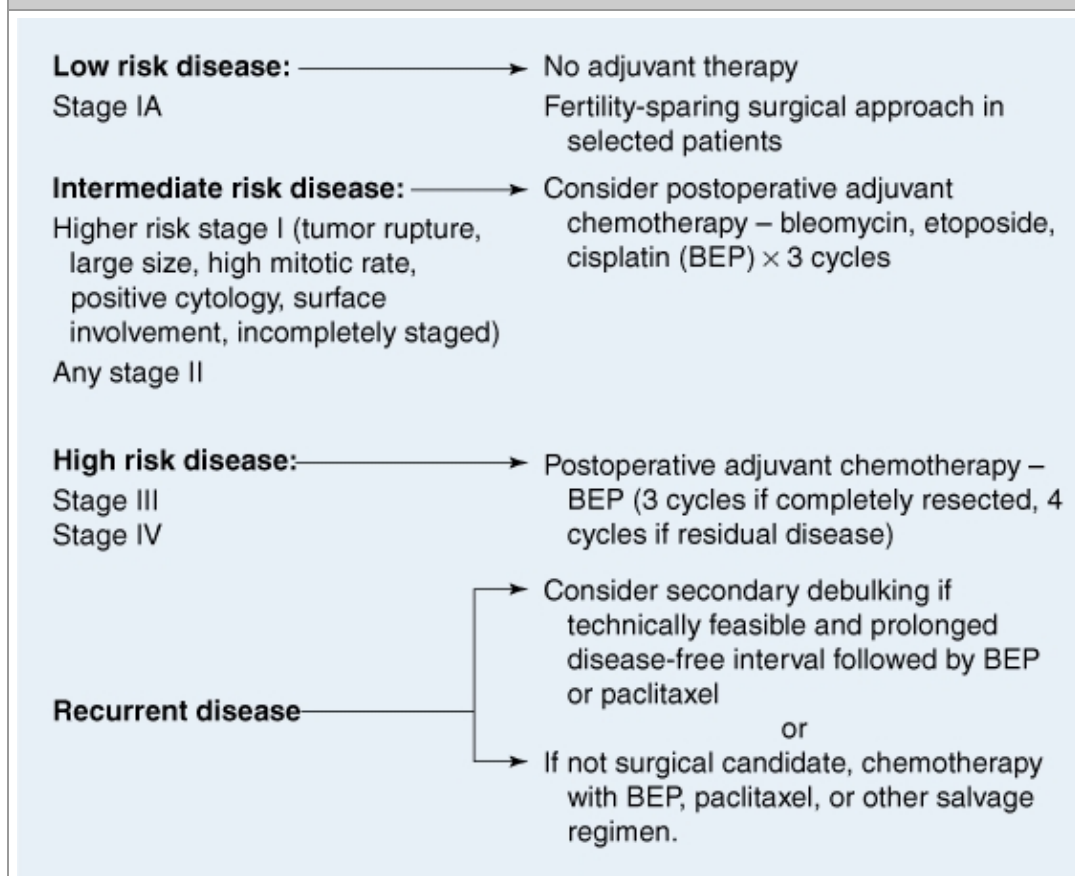 Low risk disease:
No adjuvant therapy
Stage IA
Fertility-sparing surgical approach in
selected patients
Intermediate risk disease:
Consider postoperative adjuvant
chemotherapy – bleomycin, etoposide,
cisplatin (BEP) × 3 cycles
Higher risk stage I (tumor rupture,
large size, high mitotic rate,
positive cytology, surface
involvement, incompletely staged)
Any stage II
High risk disease:
Postoperative adjuvant chemotherapy –
BEP (3 cycles if completely resected, 4
cycles if residual disease)
Stage III
Stage IV
Recurrent disease
Consider secondary debulking if
technically feasible and prolonged
disease-free interval followed by BEP
or paclitaxel
or
If not surgical candidate, chemotherapy
with BEP, paclitaxel, or other salvage
regimen.